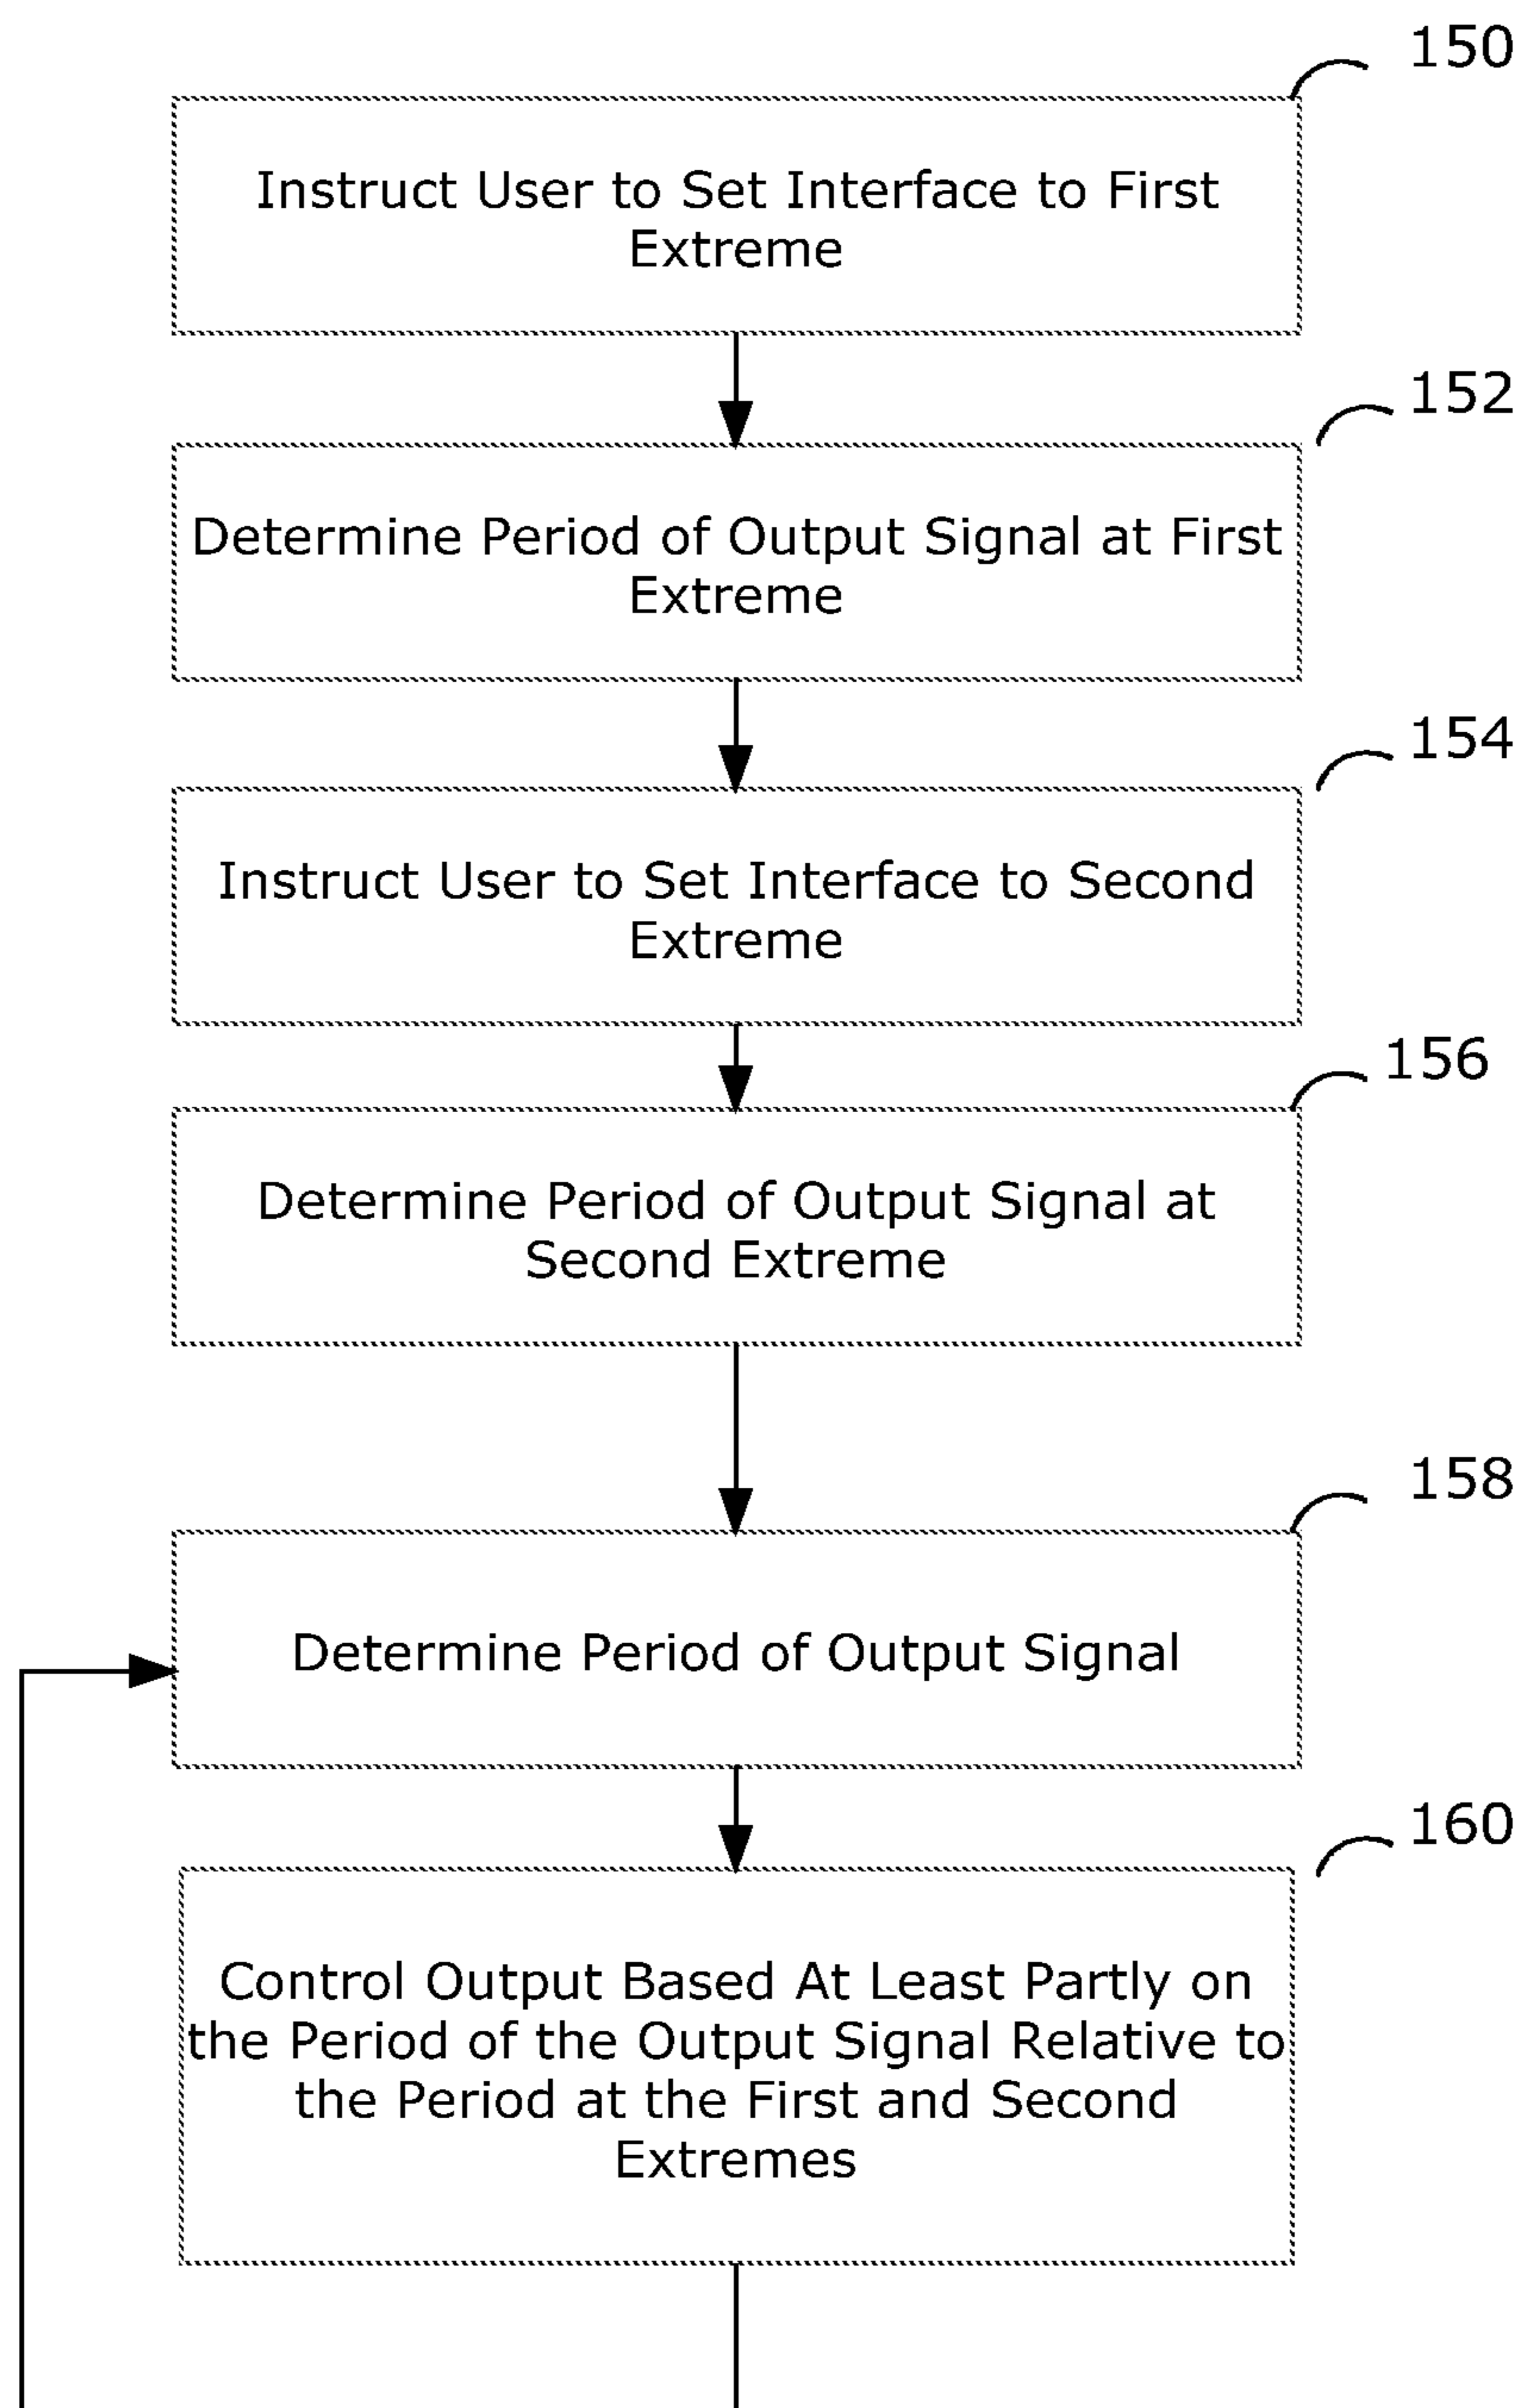 150
Instruct User to Set Interface to First
Extreme
152
Determine Period of Output Signal at First
Extreme
154
Instruct User to Set Interface to Second
Extreme
156
Determine Period of Output Signal at
Second Extreme
158
Determine Period of Output Signal
160
Control Output Based At Least Partly on
the Period of the Output Signal Relative to
the Period at the First and Second
Extremes